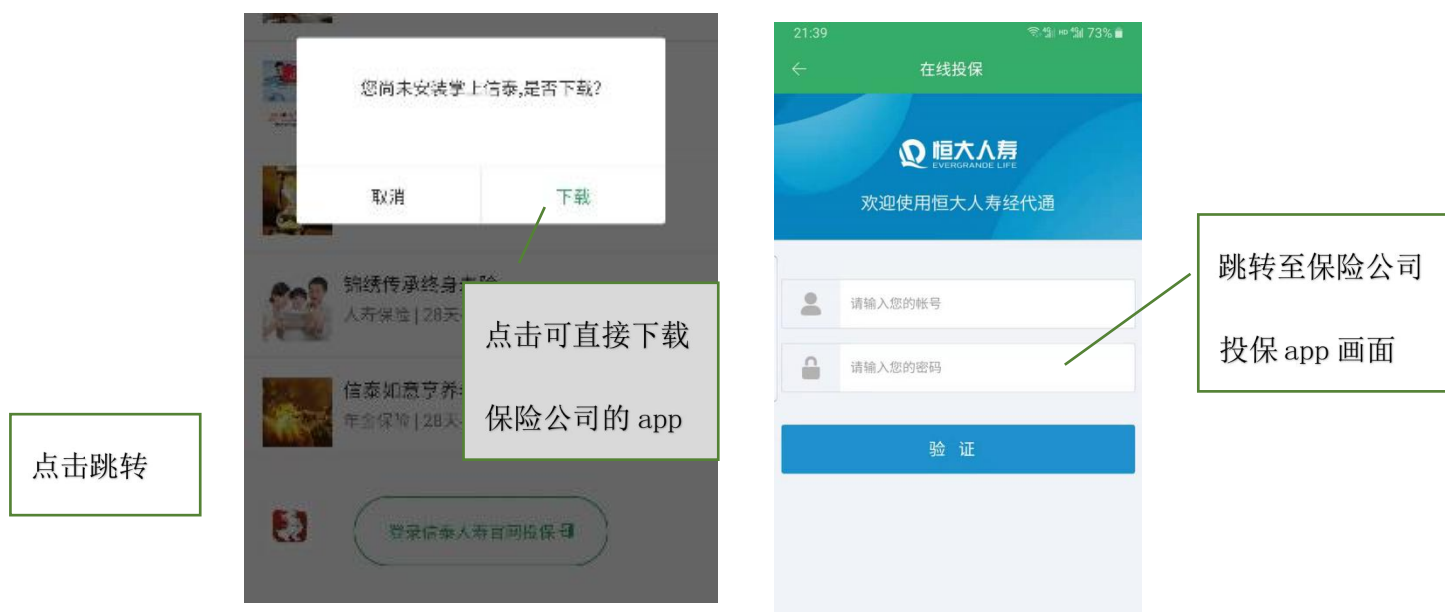 您尚未安装掌上信泰,是否下载?
取消
下载
锦绣传承终身寿险
人寿保险|28天
信泰如意亨养
年金保险|28天
登录信泰人寿官网投保
点击跳转
点击可直接下载
保险公司的 app
21:39
73%
在线投保
恒大人寿
EVERGRANDE LIFE
欢迎使用恒大人寿经代通
请输入您的帐号
请输入您的密码
验 证
跳转至保险公司
投保 app 画面